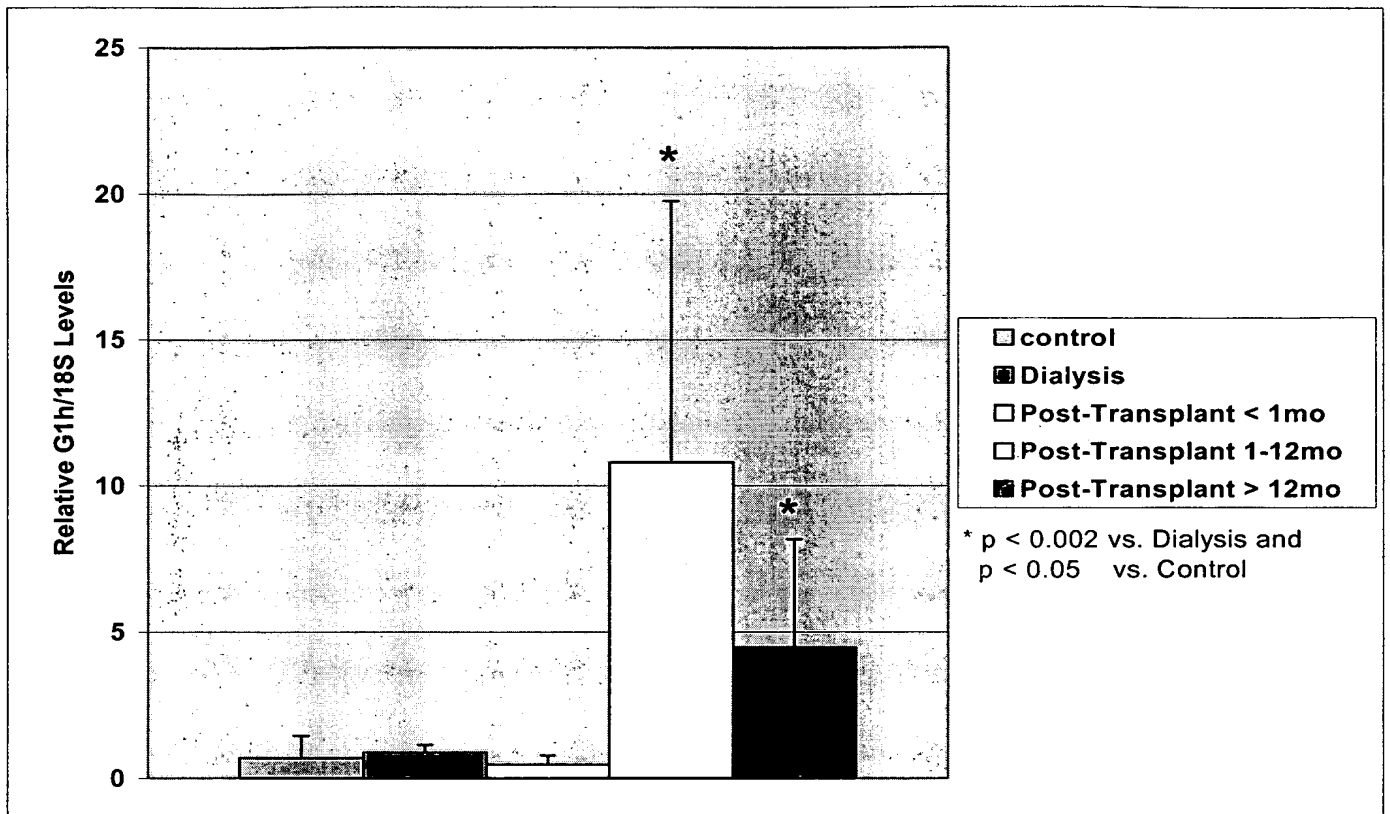 25
20
15
10
5
0
Relative G1h/18S Levels
*
*
control
Dialysis
Post-Transplant < 1mo
Post-Transplant 1-12mo
Post-Transplant > 12mo
* p < 0.002 vs. Dialysis and
p < 0.05 vs. Control